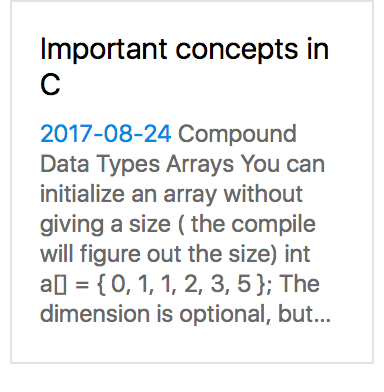 Important concepts in
C
2017-08-24 Compound
Data Types Arrays You can
initialize an array without
giving a size ( the compile
will figure out the size) int
a[] = { 0, 1, 1, 2, 3, 5 }; The
dimension is optional, but...